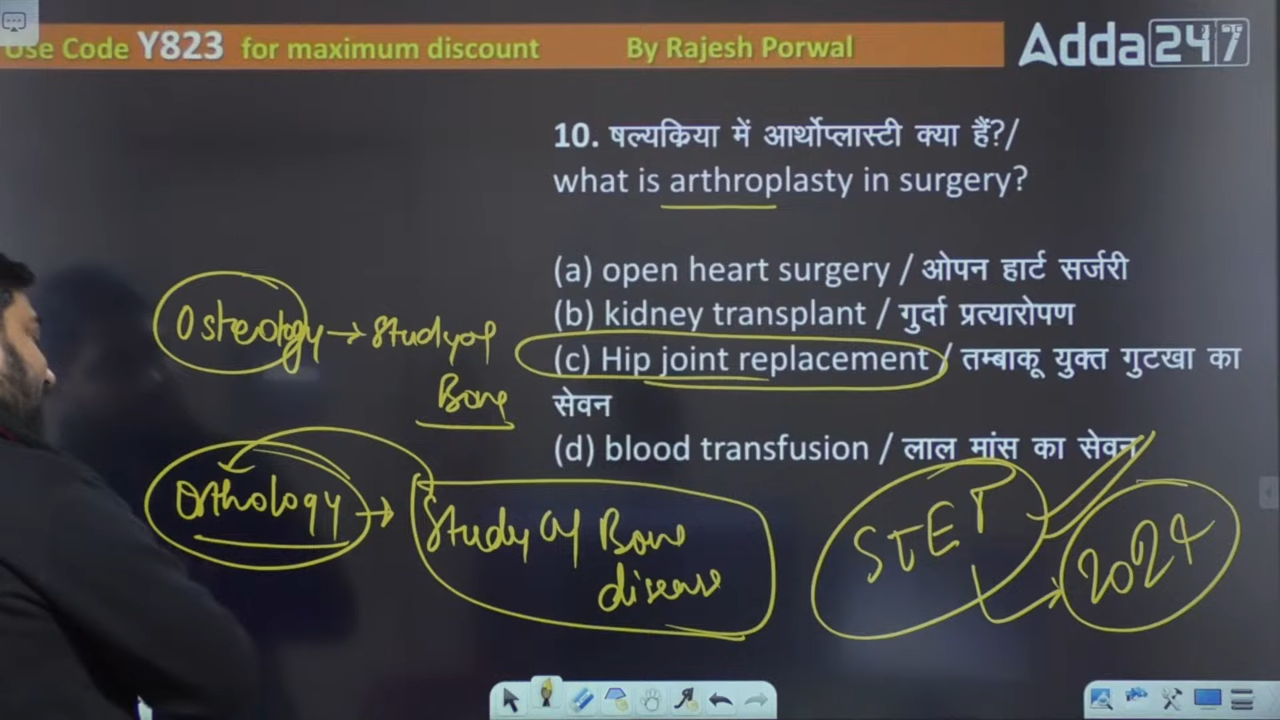 Use Code Y823 for maximum discount By Rajesh Porwal Adda247
10. षल्यक्रिया में आर्थोप्लास्टी क्या हैं?/
what is arthroplasty in surgery?
(a) open heart surgery / ओपन हार्ट सर्जरी
(b) kidney transplant / गुर्दा प्रत्यारोपण
(c) Hip joint replacement / तम्बाकू युक्त गुटखा का
सेवन
(d) blood transfusion / लाल मांस का सेवन
Osteology → Study of
Bone
Orthology → Study Of Bone
disease
STET
2024